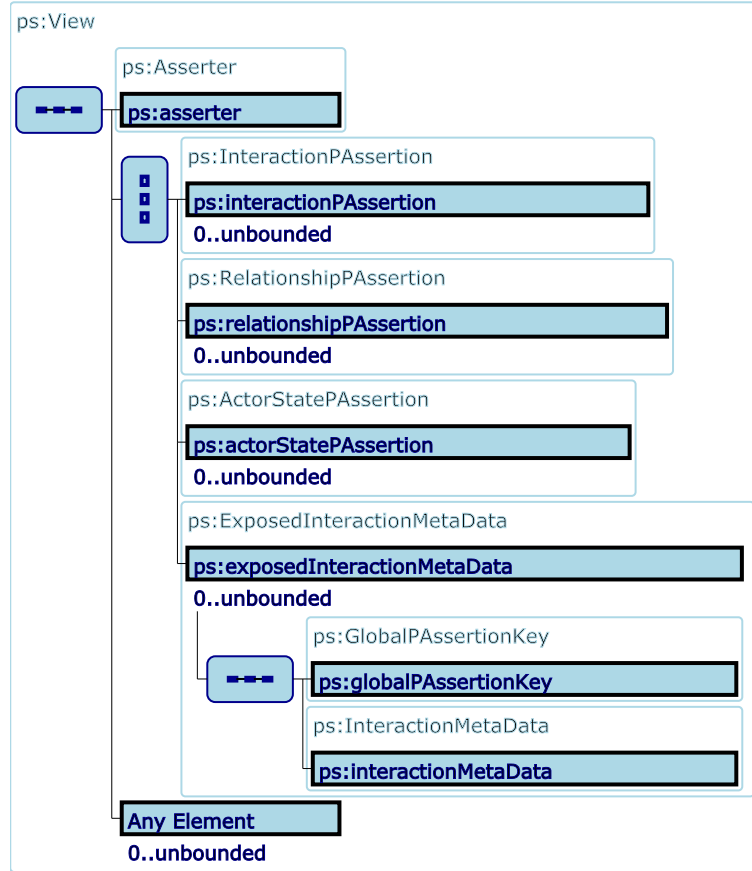 ps:View
ps:Asserter
ps:asserter
ps:InteractionPAssertion
ps:interactionPAssertion
0..unbounded
ps:RelationshipPAssertion
ps:relationshipPAssertion
0..unbounded
ps:ActorStatePAssertion
ps:actorStatePAssertion
0..unbounded
ps:ExposedInteractionMetaData
ps:exposedInteractionMetaData
0..unbounded
ps:GlobalPAssertionKey
ps:globalPAssertionKey
ps:InteractionMetaData
ps:interactionMetaData
Any Element
0..unbounded